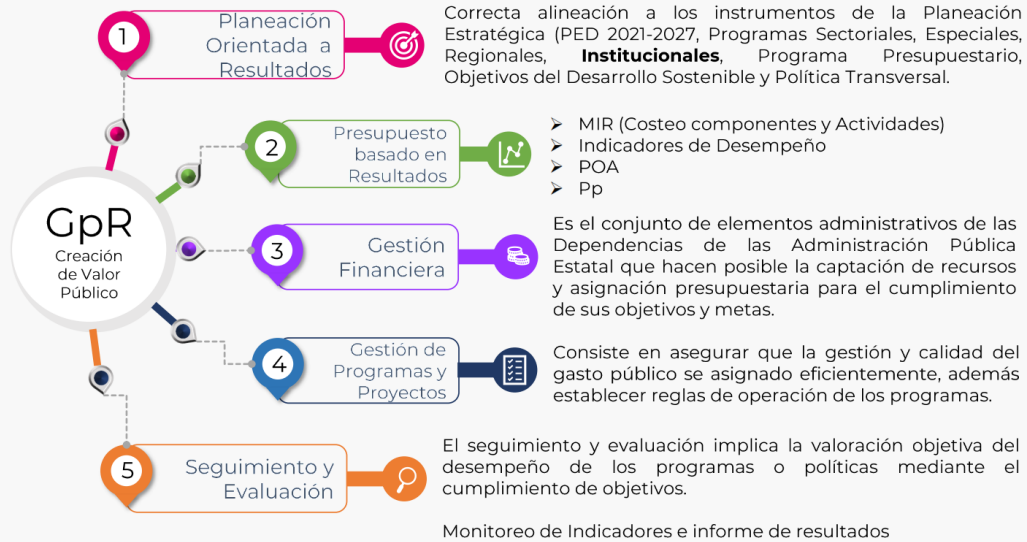 GpR
Creación
de Valor
Público
1
Planeación
Orientada a
Resultados
Correcta alineación a los instrumentos de la Planeación
Estratégica (PED 2021-2027, Programas Sectoriales, Especiales,
Regionales, Institucionales, Programa Presupuestario,
Objetivos del Desarrollo Sostenible y Política Transversal.
2
Presupuesto
basado en
Resultados
➢ MIR (Costeo componentes y Actividades)
➢ Indicadores de Desempeño
➢ POA
➢ Pp
3
Gestión
Financiera
Es el conjunto de elementos administrativos de las
Dependencias de las Administración Pública
Estatal que hacen posible la captación de recursos
y asignación presupuestaria para el cumplimiento
de sus objetivos y metas.
4
Gestión de
Programas y
Proyectos
Consiste en asegurar que la gestión y calidad del
gasto público se asignado eficientemente, además
establecer reglas de operación de los programas.
5
Seguimiento y
Evaluación
El seguimiento y evaluación implica la valoración objetiva del
desempeño de los programas o políticas mediante el
cumplimiento de objetivos.
Monitoreo de Indicadores e informe de resultados